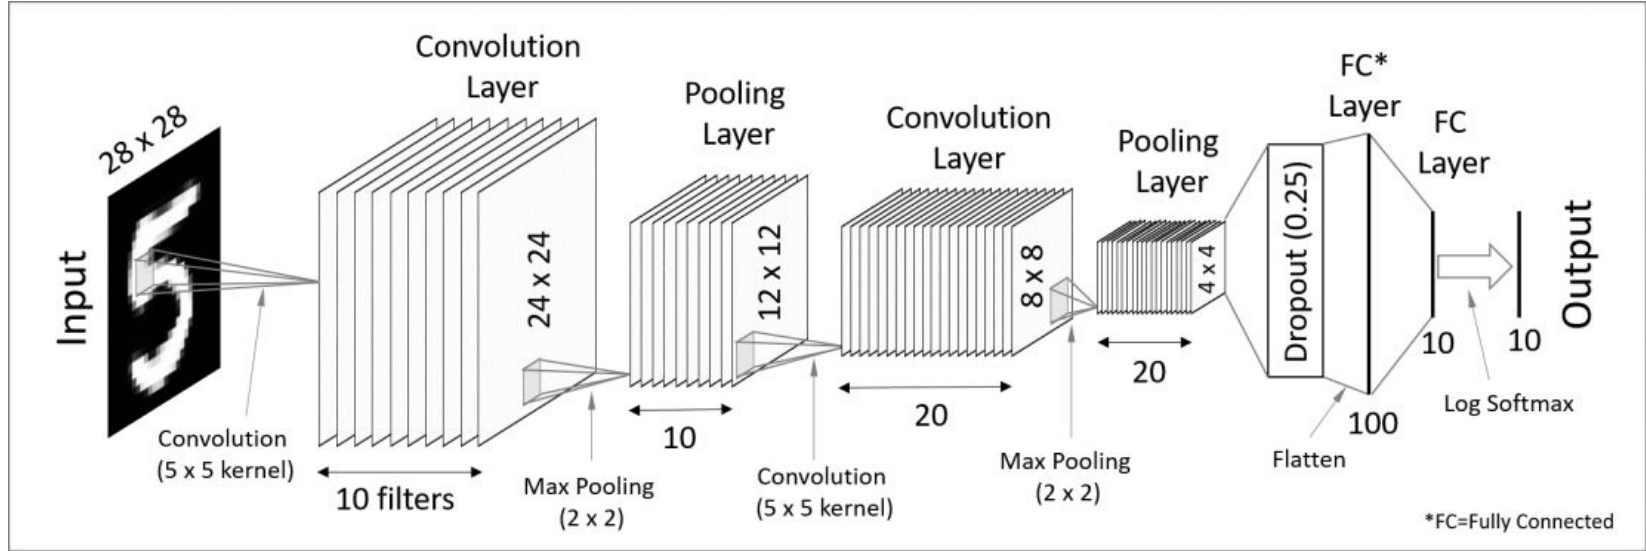 Input
28 x 28
Convolution
(5 x 5 kernel)
Convolution
Layer
24 x 24
10 filters
Max Pooling
(2 x 2)
Pooling
Layer
12 x 12
10
Convolution
(5 x 5 kernel)
Convolution
Layer
8 x 8
20
Max Pooling
(2 x 2)
Pooling
Layer
4 x 4
20
Dropout (0.25)
Flatten
FC*
Layer
100
FC
Layer
10
Log Softmax
10
Output
*FC=Fully Connected